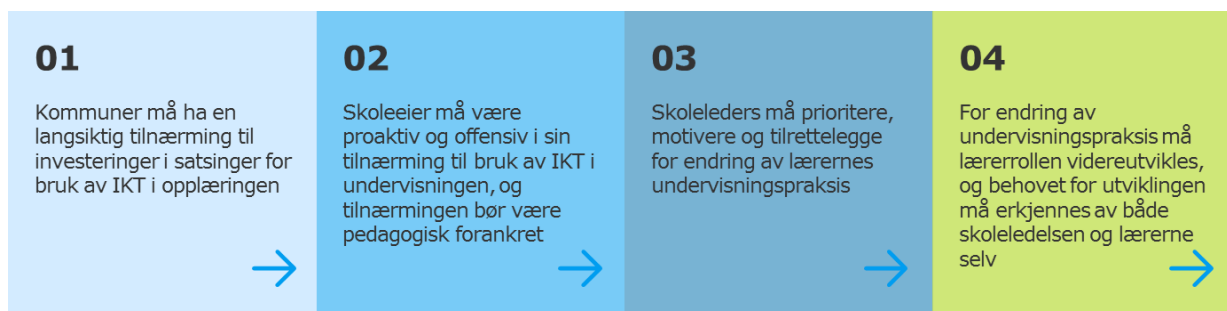 01
Kommuner må ha en
langsiktig tilnærming til
investeringer i satsinger for
bruk av IKT i opplæringen
02
Skoleeier må være
proaktiv og offensiv i sin
tilnærming til bruk av IKT i
undervisningen, og
tilnærmingen bør være
pedagogisk forankret
03
Skoleleders må prioritere,
motivere og tilrettelegge
for endring av lærernes
undervisningspraksis
04
For endring av
undervisningspraksis må
lærerrollen videreutvikles,
og behovet for utviklingen
må erkjennes av både
skoleledelsen og lærerne
selv